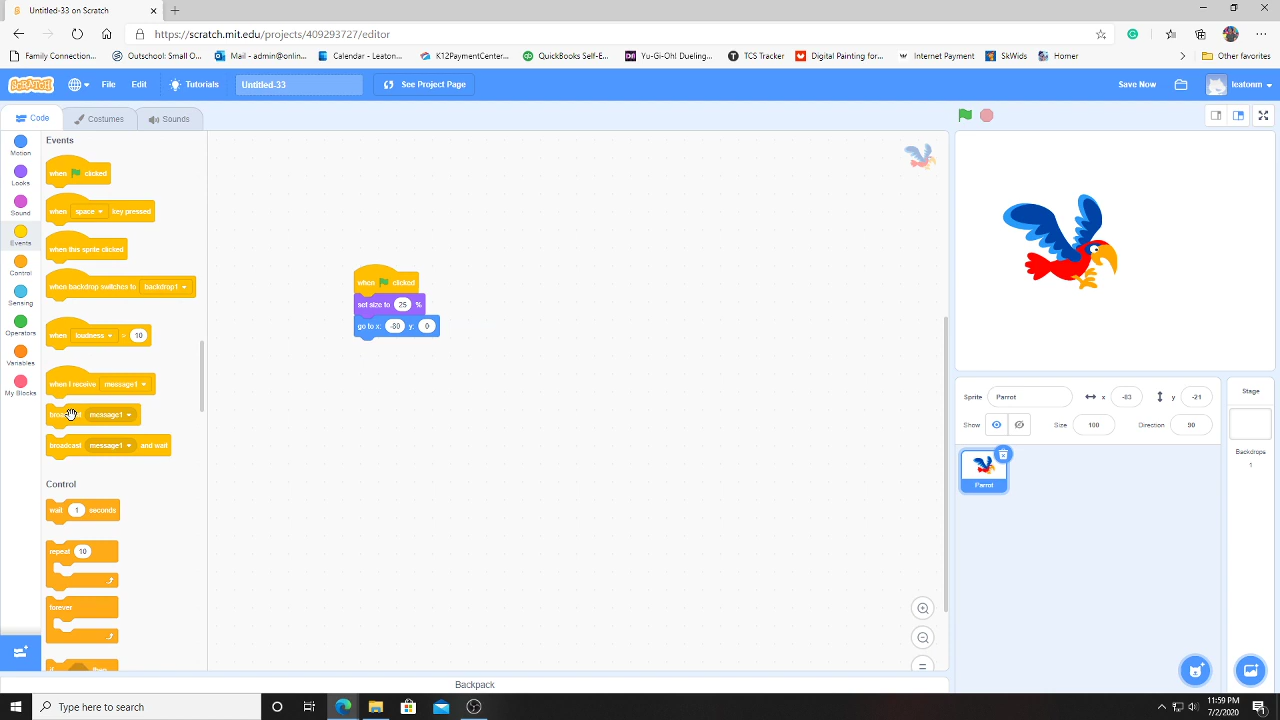 Untitled-33 on Scratch
https://scratch.mit.edu/projects/409293727/editor
Family Connection... Outschool: Small O... Mail - admin@onlin... Calendar - Leaton... K12PaymentCenter... QuickBooks Self-E... Yu-Gi-Oh! Dueling... TCS Tracker Digital Painting for... Internet Payment SkWids Homer Other favorites
SCRATCH File Edit Tutorials Untitled-33 See Project Page Save Now leatonm
Code Costumes Sounds
Motion
Looks
Sound
Events
Control
Sensing
Operators
Variables
My Blocks
Events
when clicked
when space key pressed
when this sprite clicked
when backdrop switches to backdrop1
when loudness > 10
when I receive message1
message1
broadcast message1 and wait
Control
wait 1 seconds
repeat 10
forever
if then
when clicked
set size to 25 %
go to x: -80 y: 0
Sprite Parrot x -83 y -21
Show Size 100 Direction 90
Parrot
Stage
Backdrops
1
Backpack
Type here to search
11:59 PM
7/2/2020